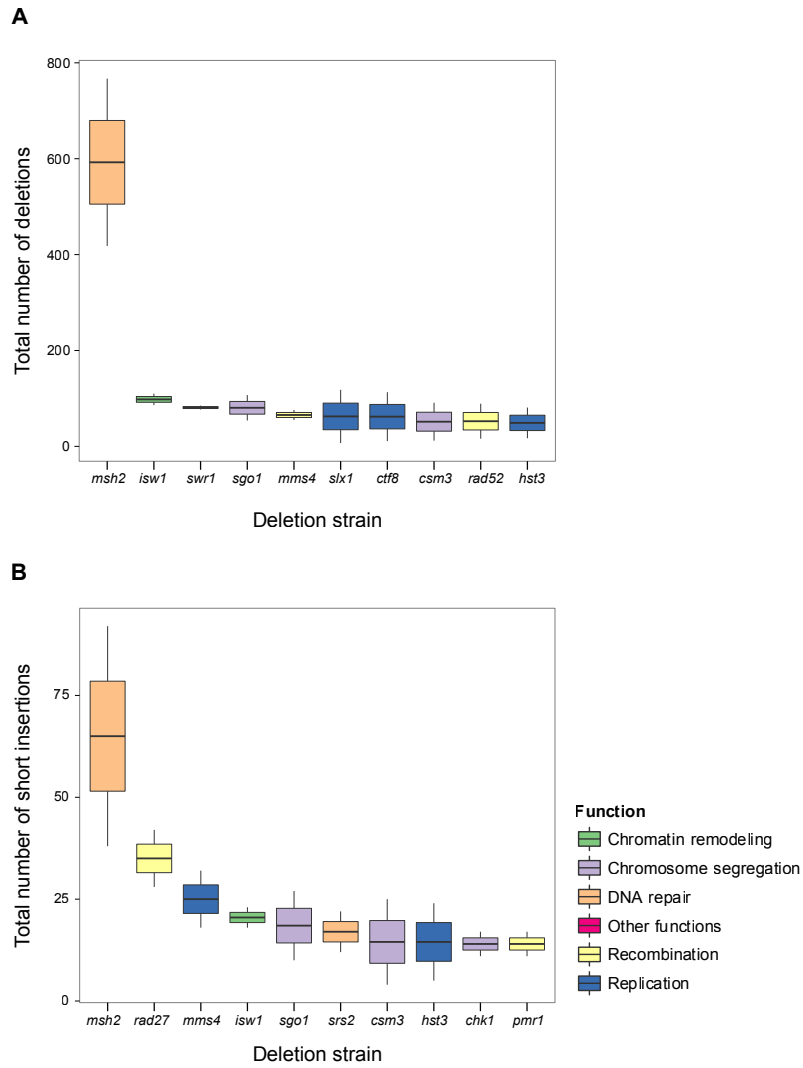 A
Total number of deletions
800
600
400
200
0
msh2 isw1 swr1 sgo1 mms4 slx1 ctf8 csm3 rad52 hst3
Deletion strain
B
Total number of short insertions
75
50
25
0
msh2 rad27 mms4 isw1 sgo1 srs2 csm3 hst3 chk1 pmr1
Deletion strain
Function
Chromatin remodeling
Chromosome segregation
DNA repair
Other functions
Recombination
Replication